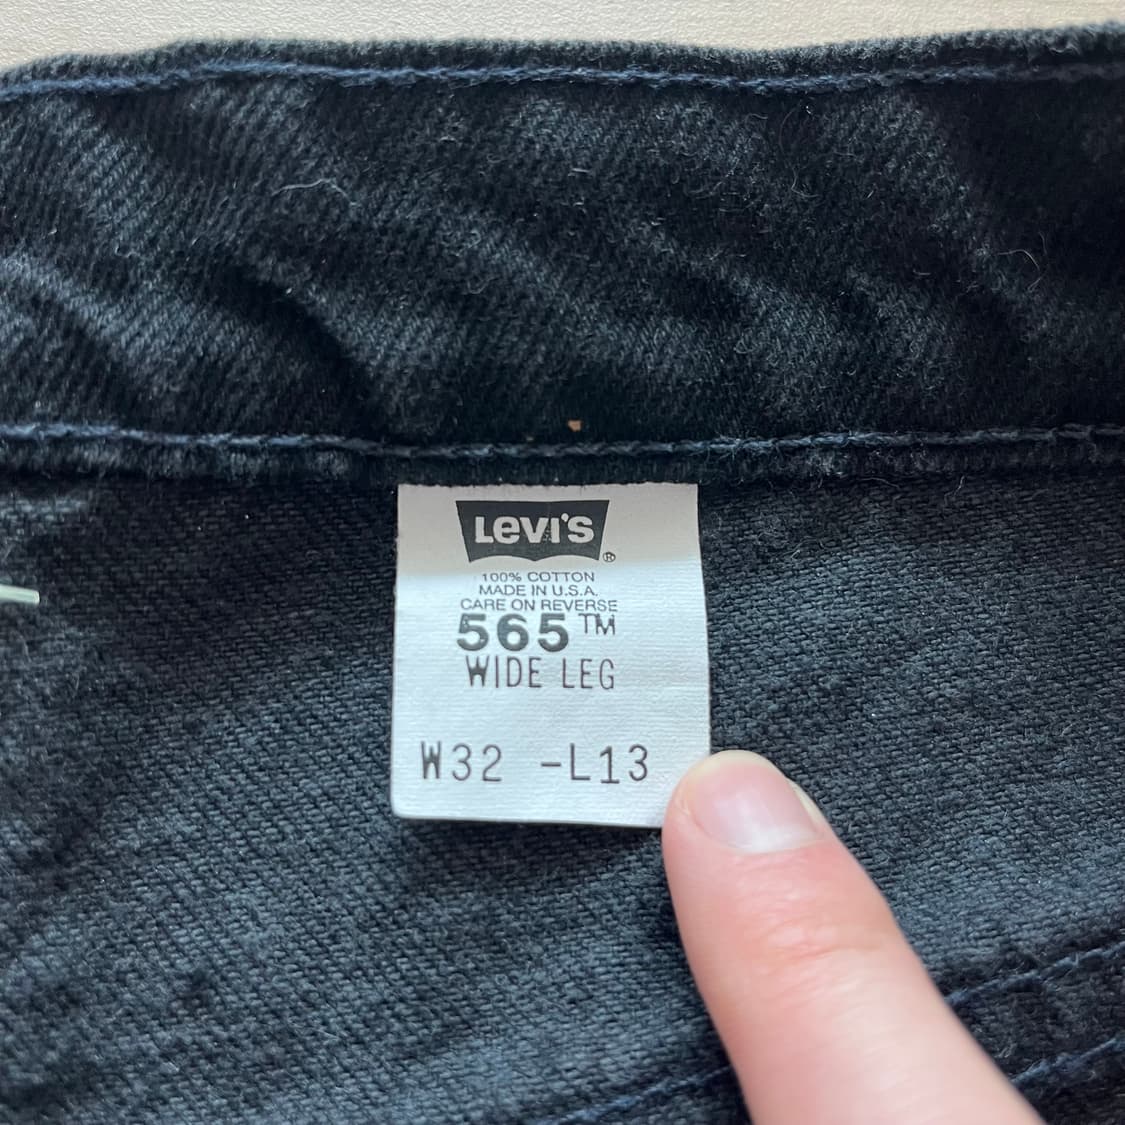 LEVI'S ®
100% COTTON
MADE IN U.S.A.
CARE ON REVERSE
565™
WIDE LEG
W32 -L13